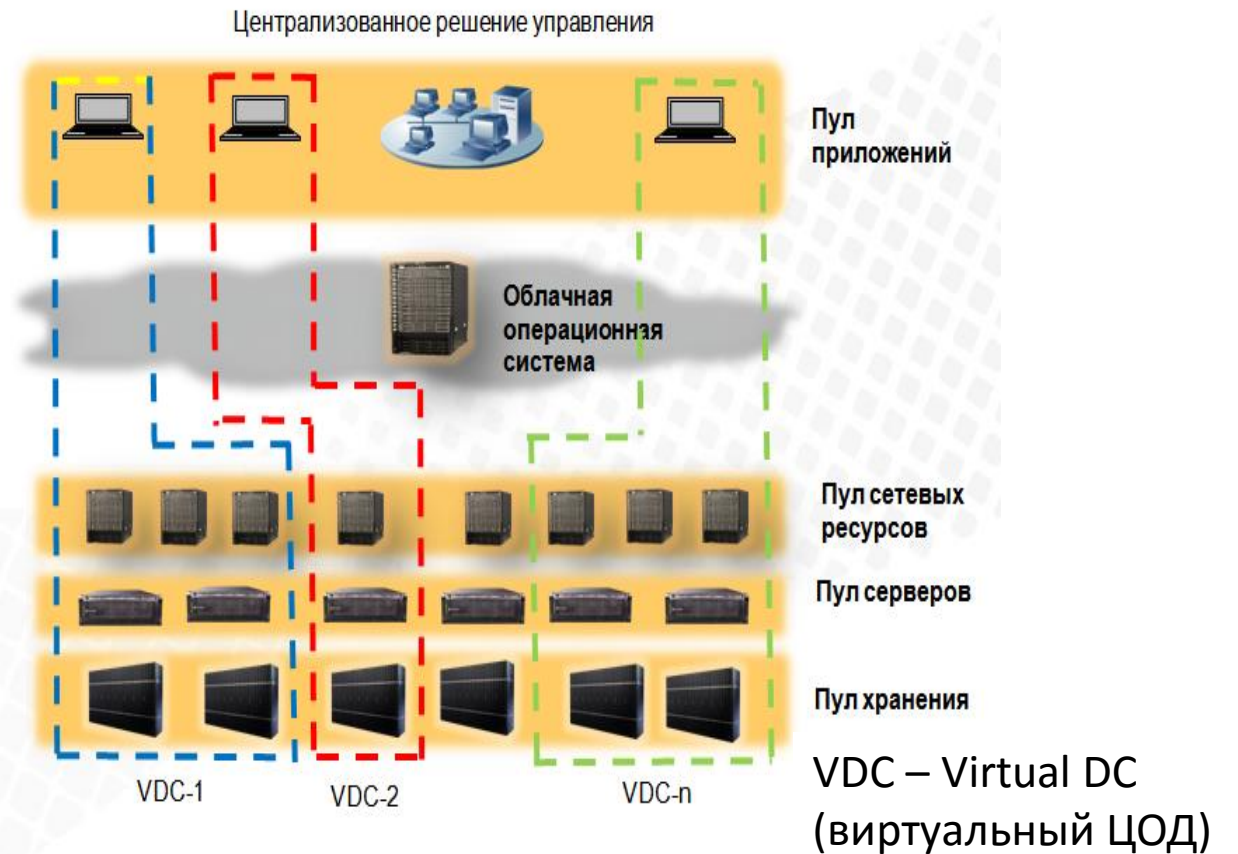 Централизованное решение управления
Пул
приложений
Облачная
операционная
система
Пул сетевых
ресурсов
Пул серверов
Пул хранения
VDC-1
VDC-2
VDC-n
VDC – Virtual DC
(виртуальный ЦОД)